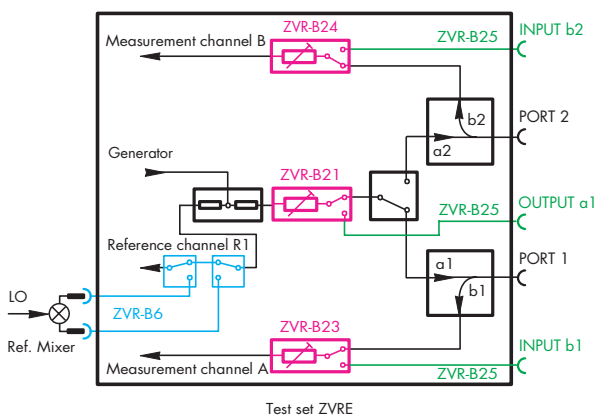 ZVR-B24
INPUT b2
Measurement channel B
ZVR-B25
b2
PORT 2
a2
Generator
ZVR-B21
OUTPUT a1
ZVR-B25
Reference channel R1
a1
PORT 1
b1
LO
ZVR-B6
Ref. Mixer
ZVR-B23
INPUT b1
Measurement channel A
ZVR-B25
Test set ZVRE